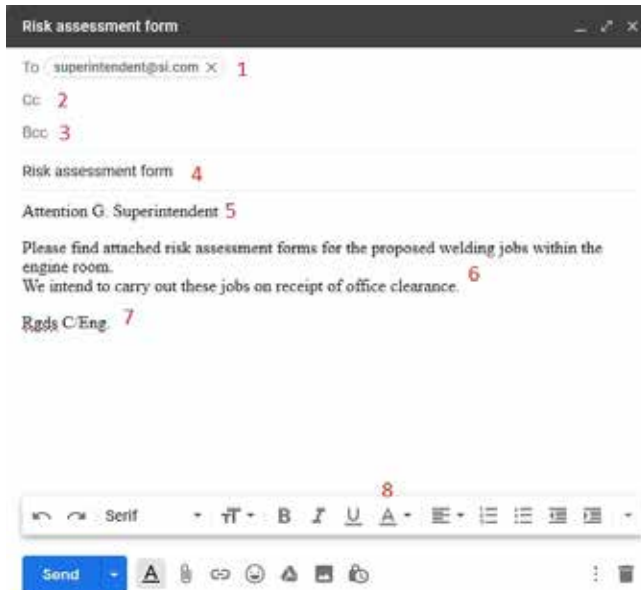 Risk assessment form
To superintendent@si.com × 1
Cc 2
Bcc 3
Risk assessment form 4
Attention G. Superintendent 5
Please find attached risk assessment forms for the proposed welding jobs within the
engine room. 6
We intend to carry out these jobs on receipt of office clearance.
Rgds C/Eng. 7
8
Serif B I U A
Send A